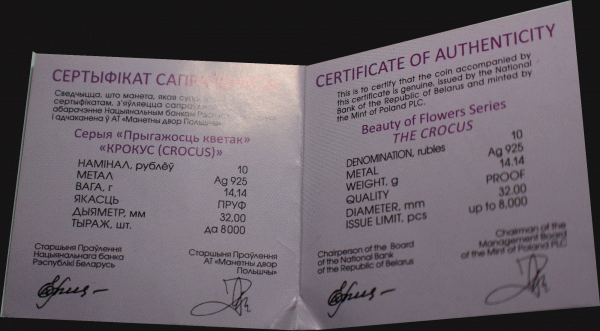 СЕРТЫФІКАТ
Сведчыцца, што манета, якая
сертыфікатам, з'яўляецца
абарачэнне Нацыянальным банкам
і адчаканена ў АТ «Манетны двор Польшчы»
Серыя «Прыгажосць кветак»
«КРОКУС (CROCUS)»
НАМІНАЛ, рублёў 10
МЕТАЛ Ag 925
ВАГА, г 14,14
ЯКАСЦЬ ПРУФ
ДЫЯМЕТР, мм 32,00
ТЫРАЖ, шт. да 8000
Старшыня Праўлення
Нацыянальнага банка
Рэспублікі Беларусь
Старшыня Праўлення
АТ «Манетны двор
Польшчы»
CERTIFICATE OF AUTHENTICITY
This is to certify that the coin accompanied by
this certificate is genuine, issued by the National
Bank of the Republic of Belarus and minted by
the Mint of Poland PLC.
Beauty of Flowers Series
THE CROCUS
DENOMINATION, rubles 10
METAL Ag 925
WEIGHT, g 14.14
QUALITY PROOF
DIAMETER, mm 32.00
ISSUE LIMIT, pcs up to 8,000
Chairperson of the Board
of the National Bank
of the Republic of Belarus
Chairman of the
Management Board
of the Mint of Poland PLC